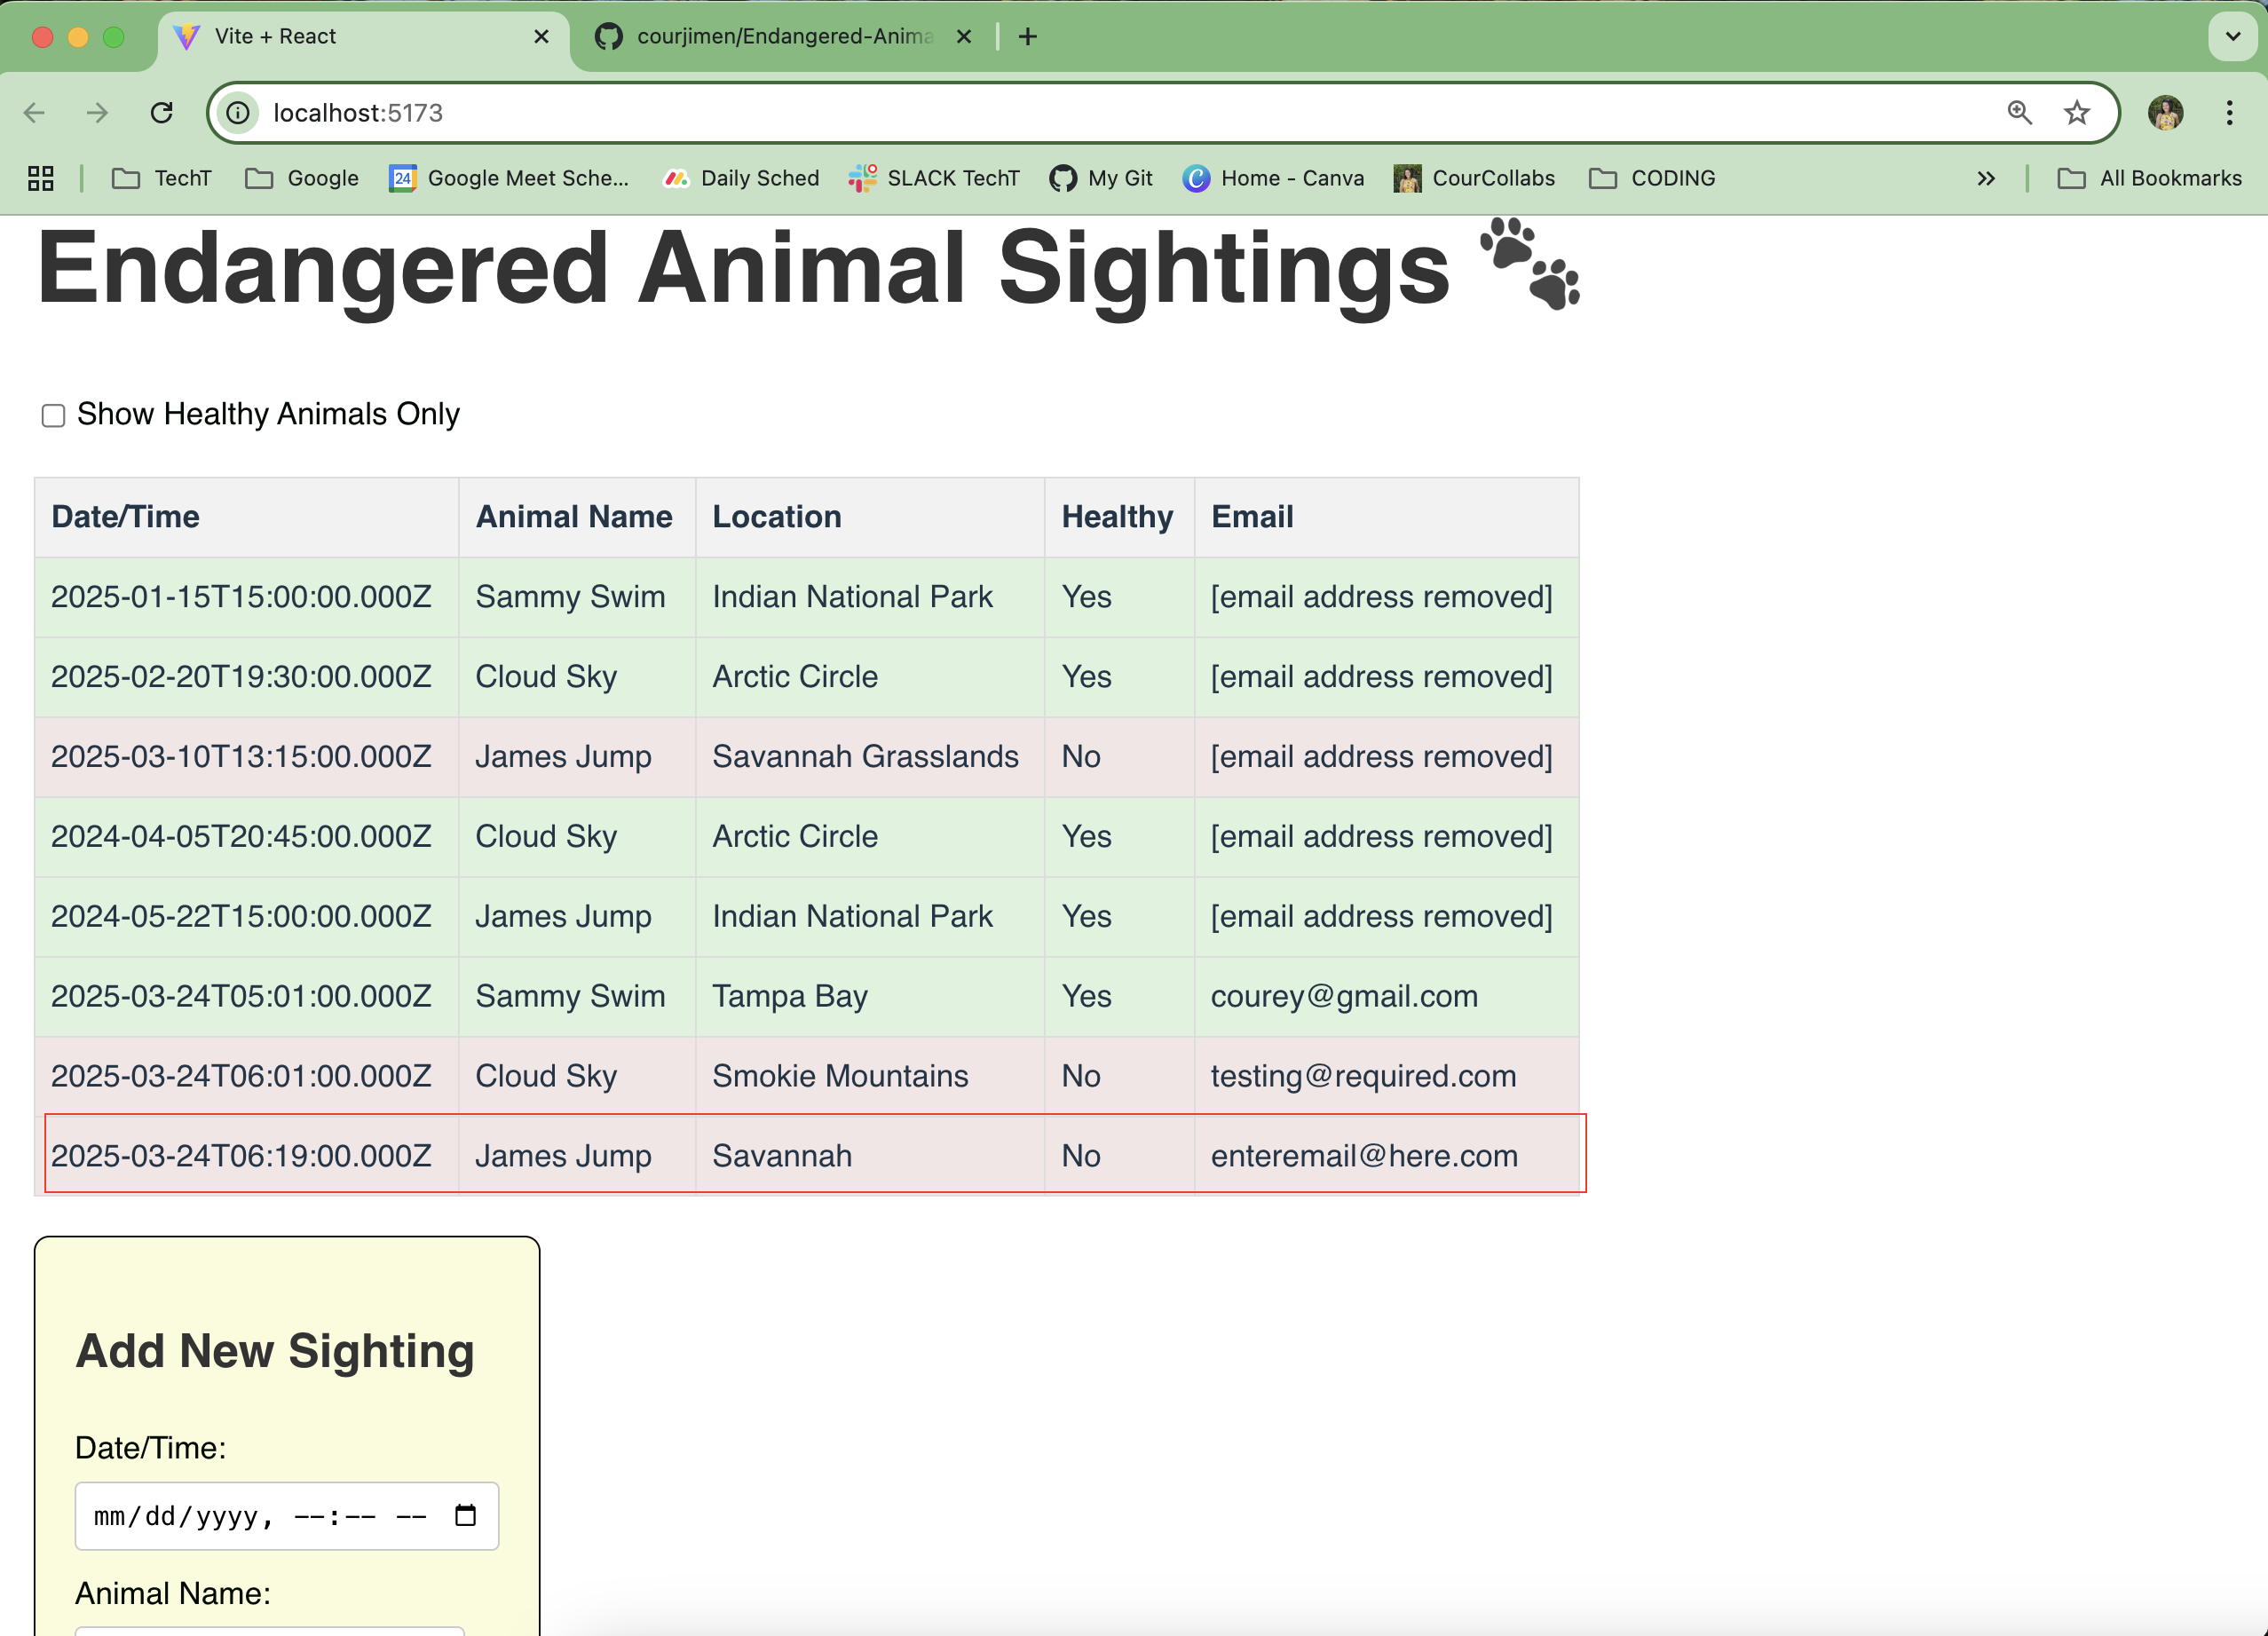 Vite + React
courjimen/Endangered-Anima
localhost:5173
TechT Google 24 Google Meet Sche... Daily Sched SLACK TechT My Git Home - Canva CourCollabs CODING » All Bookmarks
Endangered Animal Sightings 🐾
Show Healthy Animals Only
Date/Time Animal Name Location Healthy Email
2025-01-15T15:00:00.000Z Sammy Swim Indian National Park Yes [email address removed]
2025-02-20T19:30:00.000Z Cloud Sky Arctic Circle Yes [email address removed]
2025-03-10T13:15:00.000Z James Jump Savannah Grasslands No [email address removed]
2024-04-05T20:45:00.000Z Cloud Sky Arctic Circle Yes [email address removed]
2024-05-22T15:00:00.000Z James Jump Indian National Park Yes [email address removed]
2025-03-24T05:01:00.000Z Sammy Swim Tampa Bay Yes courey@gmail.com
2025-03-24T06:01:00.000Z Cloud Sky Smokie Mountains No testing@required.com
2025-03-24T06:19:00.000Z James Jump Savannah No enteremail@here.com
Add New Sighting
Date/Time:
mm/dd/yyyy, --:-- --
Animal Name: